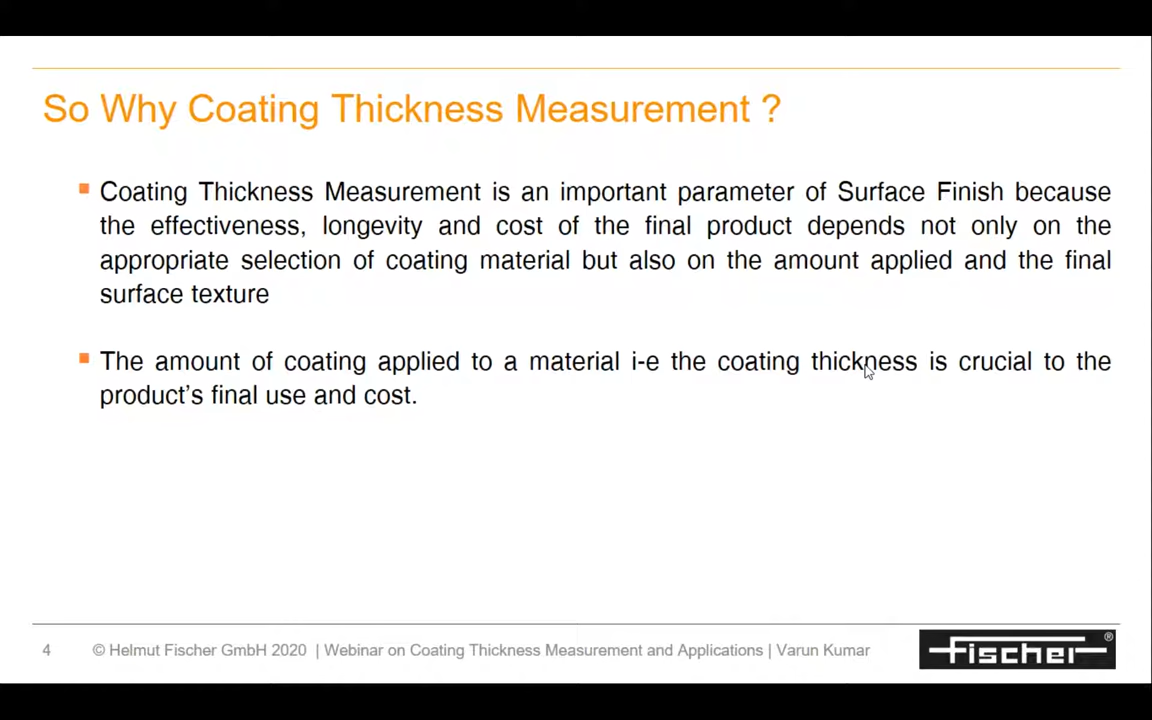 So Why Coating Thickness Measurement ?
Coating Thickness Measurement is an important parameter of Surface Finish because
the effectiveness, longevity and cost of the final product depends not only on the
appropriate selection of coating material but also on the amount applied and the final
surface texture
The amount of coating applied to a material i-e the coating thickness is crucial to the
product's final use and cost.
4 © Helmut Fischer GmbH 2020 | Webinar on Coating Thickness Measurement and Applications | Varun Kumar
fischer®